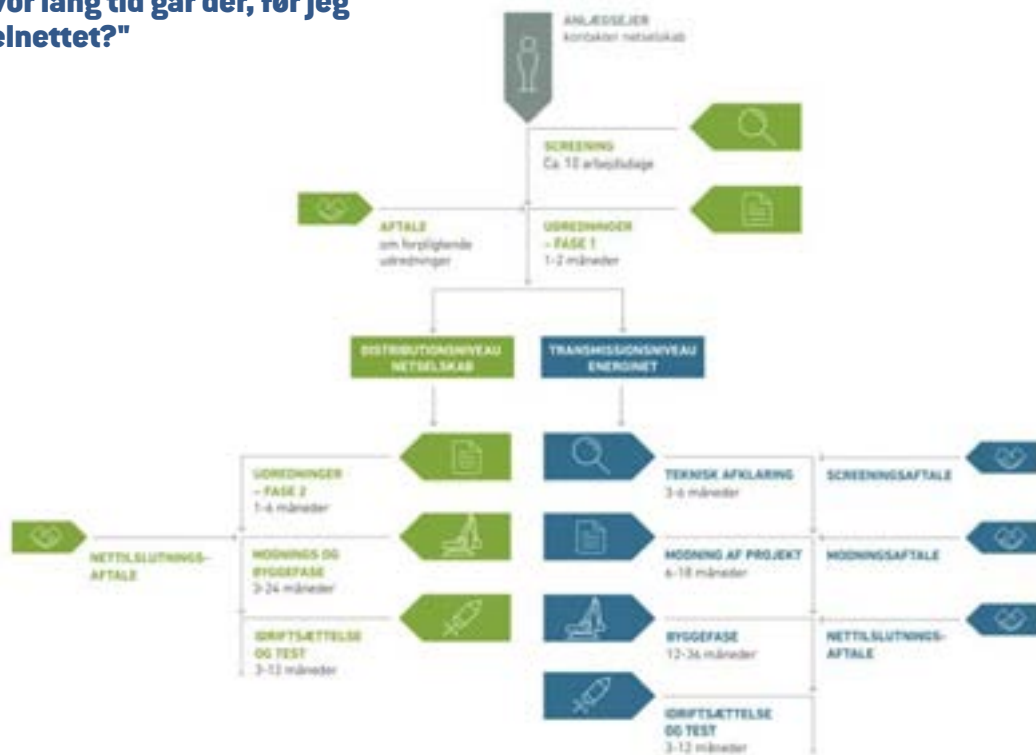 vor lang tid går der, før jeg
elnettet?"
ANLÆGSEJER
kontakter netselskab
SCREENING
Ca. 10 arbejdsdage
AFTALE
om forpligtende
udredninger
UDREDNINGER
– FASE 1
1-2 måneder
DISTRIBUTIONSNIVEAU
NETSELSKAB
TRANSMISSIONSNIVEAU
ENERGINET
UDREDNINGER
– FASE 2
måneder
NETTILSLUTNINGS-
AFTALE
MODNINGS OG
BYGGEFASE
3-24 måneder
IDRIFTSÆTTELSE
OG TEST
3-12 måneder
TEKNISK AFKLARING
3-6 måneder
SCREENINGSAFTALE
MODNING AF PROJEKT
6-18 måneder
MODNINGSAFTALE
BYGGEFASE
12-36 måneder
NETTILSLUTNINGS-
AFTALE
IDRIFTSÆTTELSE
OG TEST
3-12 måneder